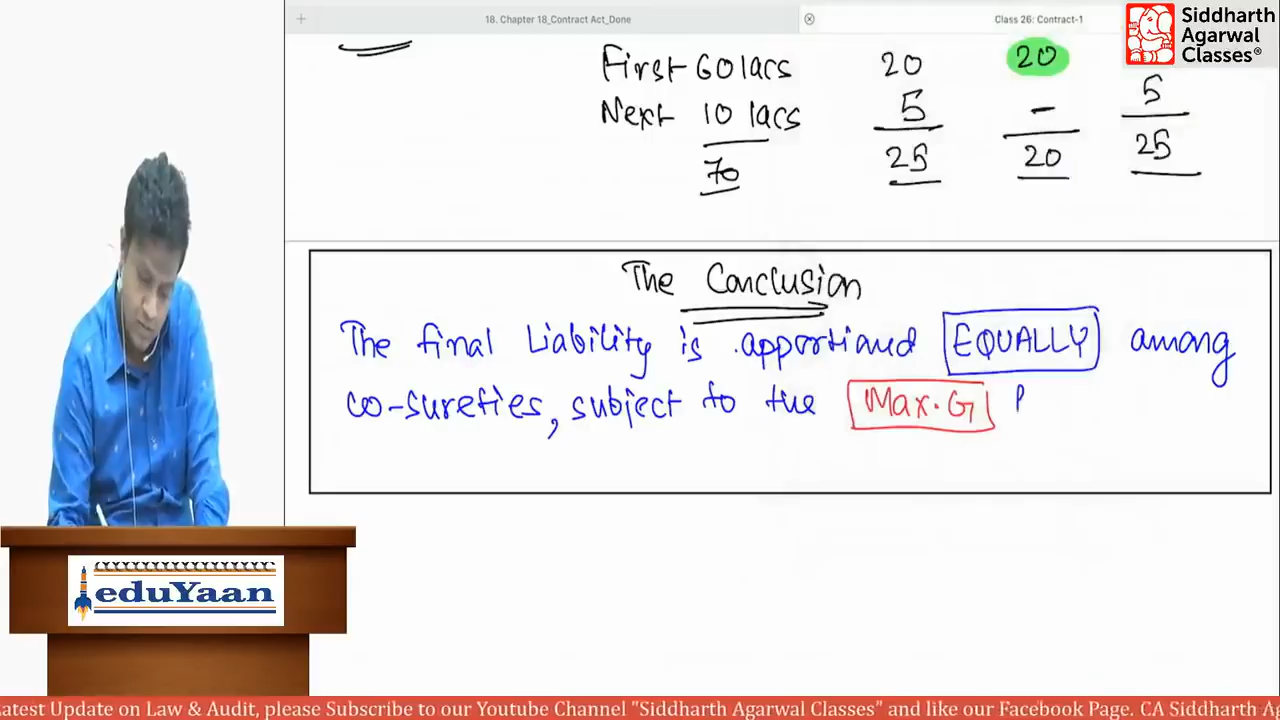 18. Chapter 18_Contract Act_Done
Class 26: Contract-1
Siddharth
Agarwal
Classes®
First 60 lacs 20 20
5
Next 10 lacs 5 -
70 25 20 25
The Conclusion
The final Liability is apportioned EQUALLY among
co-sureties, subject to the Max. G
eduYaan
Latest Update on Law & Audit, please Subscribe to our Youtube Channel "Siddharth Agarwal Classes" and like our Facebook Page. CA Siddharth Ag